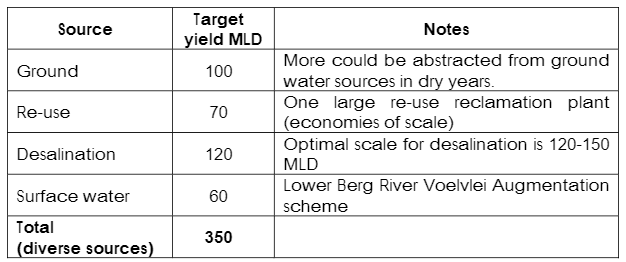 Source Target yield MLD Notes
Ground 100 More could be abstracted from ground
water sources in dry years.
Re-use 70 One large re-use reclamation plant
(economies of scale)
Desalination 120 Optimal scale for desalination is 120-150
MLD
Surface water 60 Lower Berg River Voelvlei Augmentation
scheme
Total
(diverse sources) 350